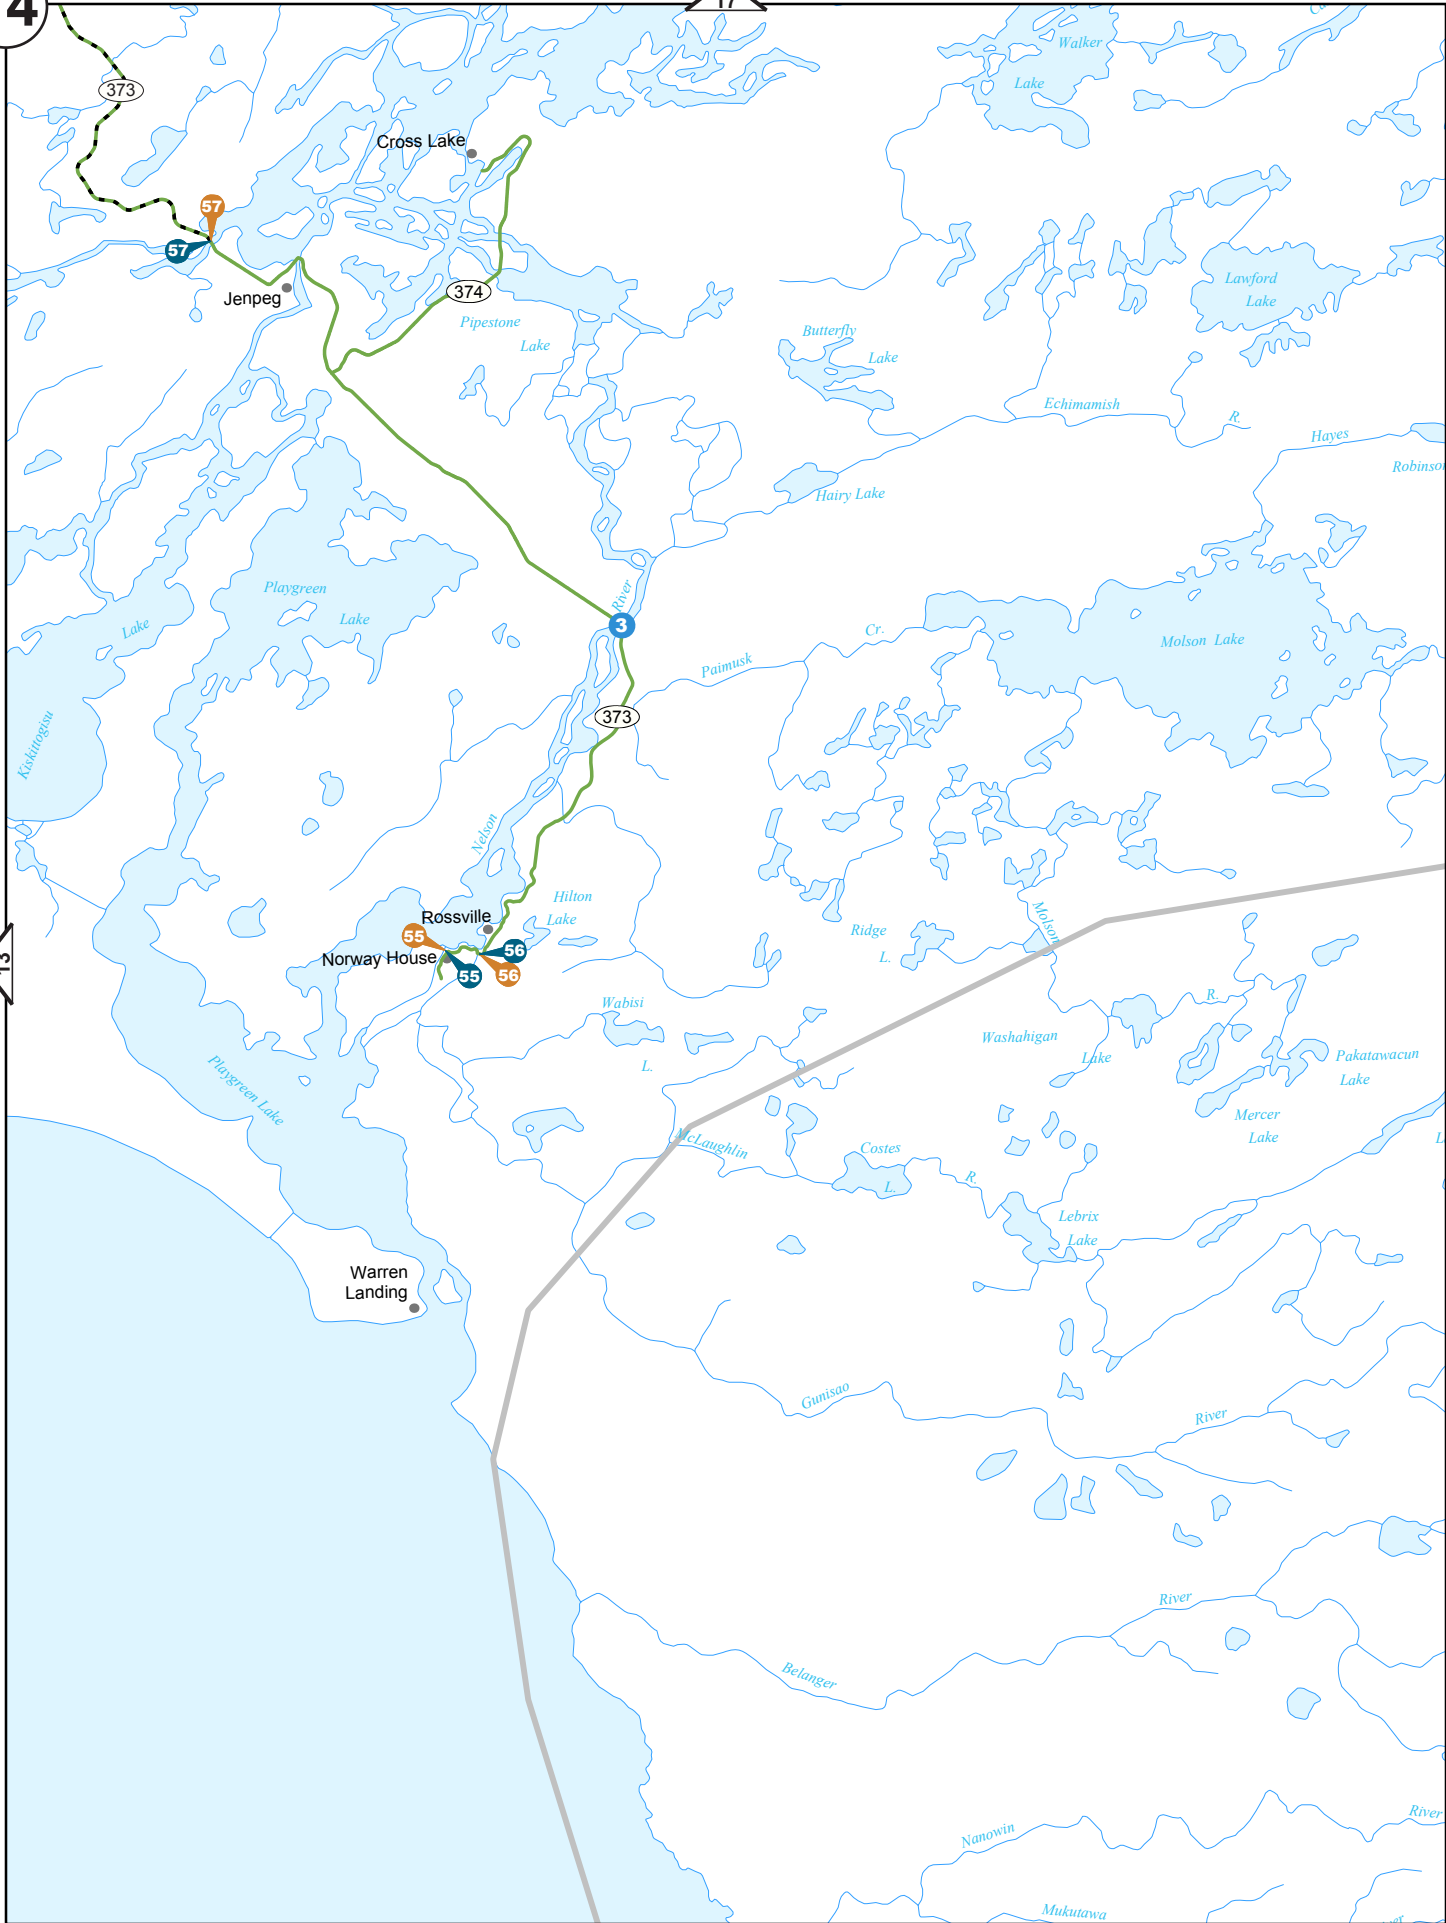 4
17
Walker
Lake
373
Cross Lake
57
57
Jenpeg
374
Pipestone
Lake
Lawford
Lake
Butterfly
Lake
Echimamish
R.
Hayes
Hairy Lake
Playgreen
Lake
Lake
Kiskittogisu
River
3
Cr.
Paimusk
Molson Lake
373
Nelson
Hilton
Lake
Rossville
55
Norway House
56
55
56
Ridge
L.
Molson
13
Wabisi
L.
R.
Washahigan
Lake
Pakatawacun
Lake
Mercer
Lake
Playgreen Lake
McLaughlin
Costes
L.
R.
Lebrix
Lake
Warren
Landing
Gunisao
River
River
Belanger
River
Nanowin
Mukutawa